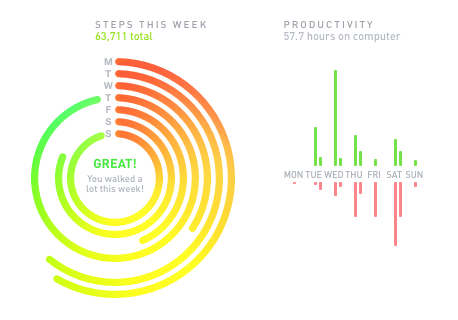 STEPS THIS WEEK
63,711 total
M
T
W
T
F
S
S
GREAT!
You walked a
lot this week!
PRODUCTIVITY
57.7 hours on computer
MON TUE WED THU FRI SAT SUN